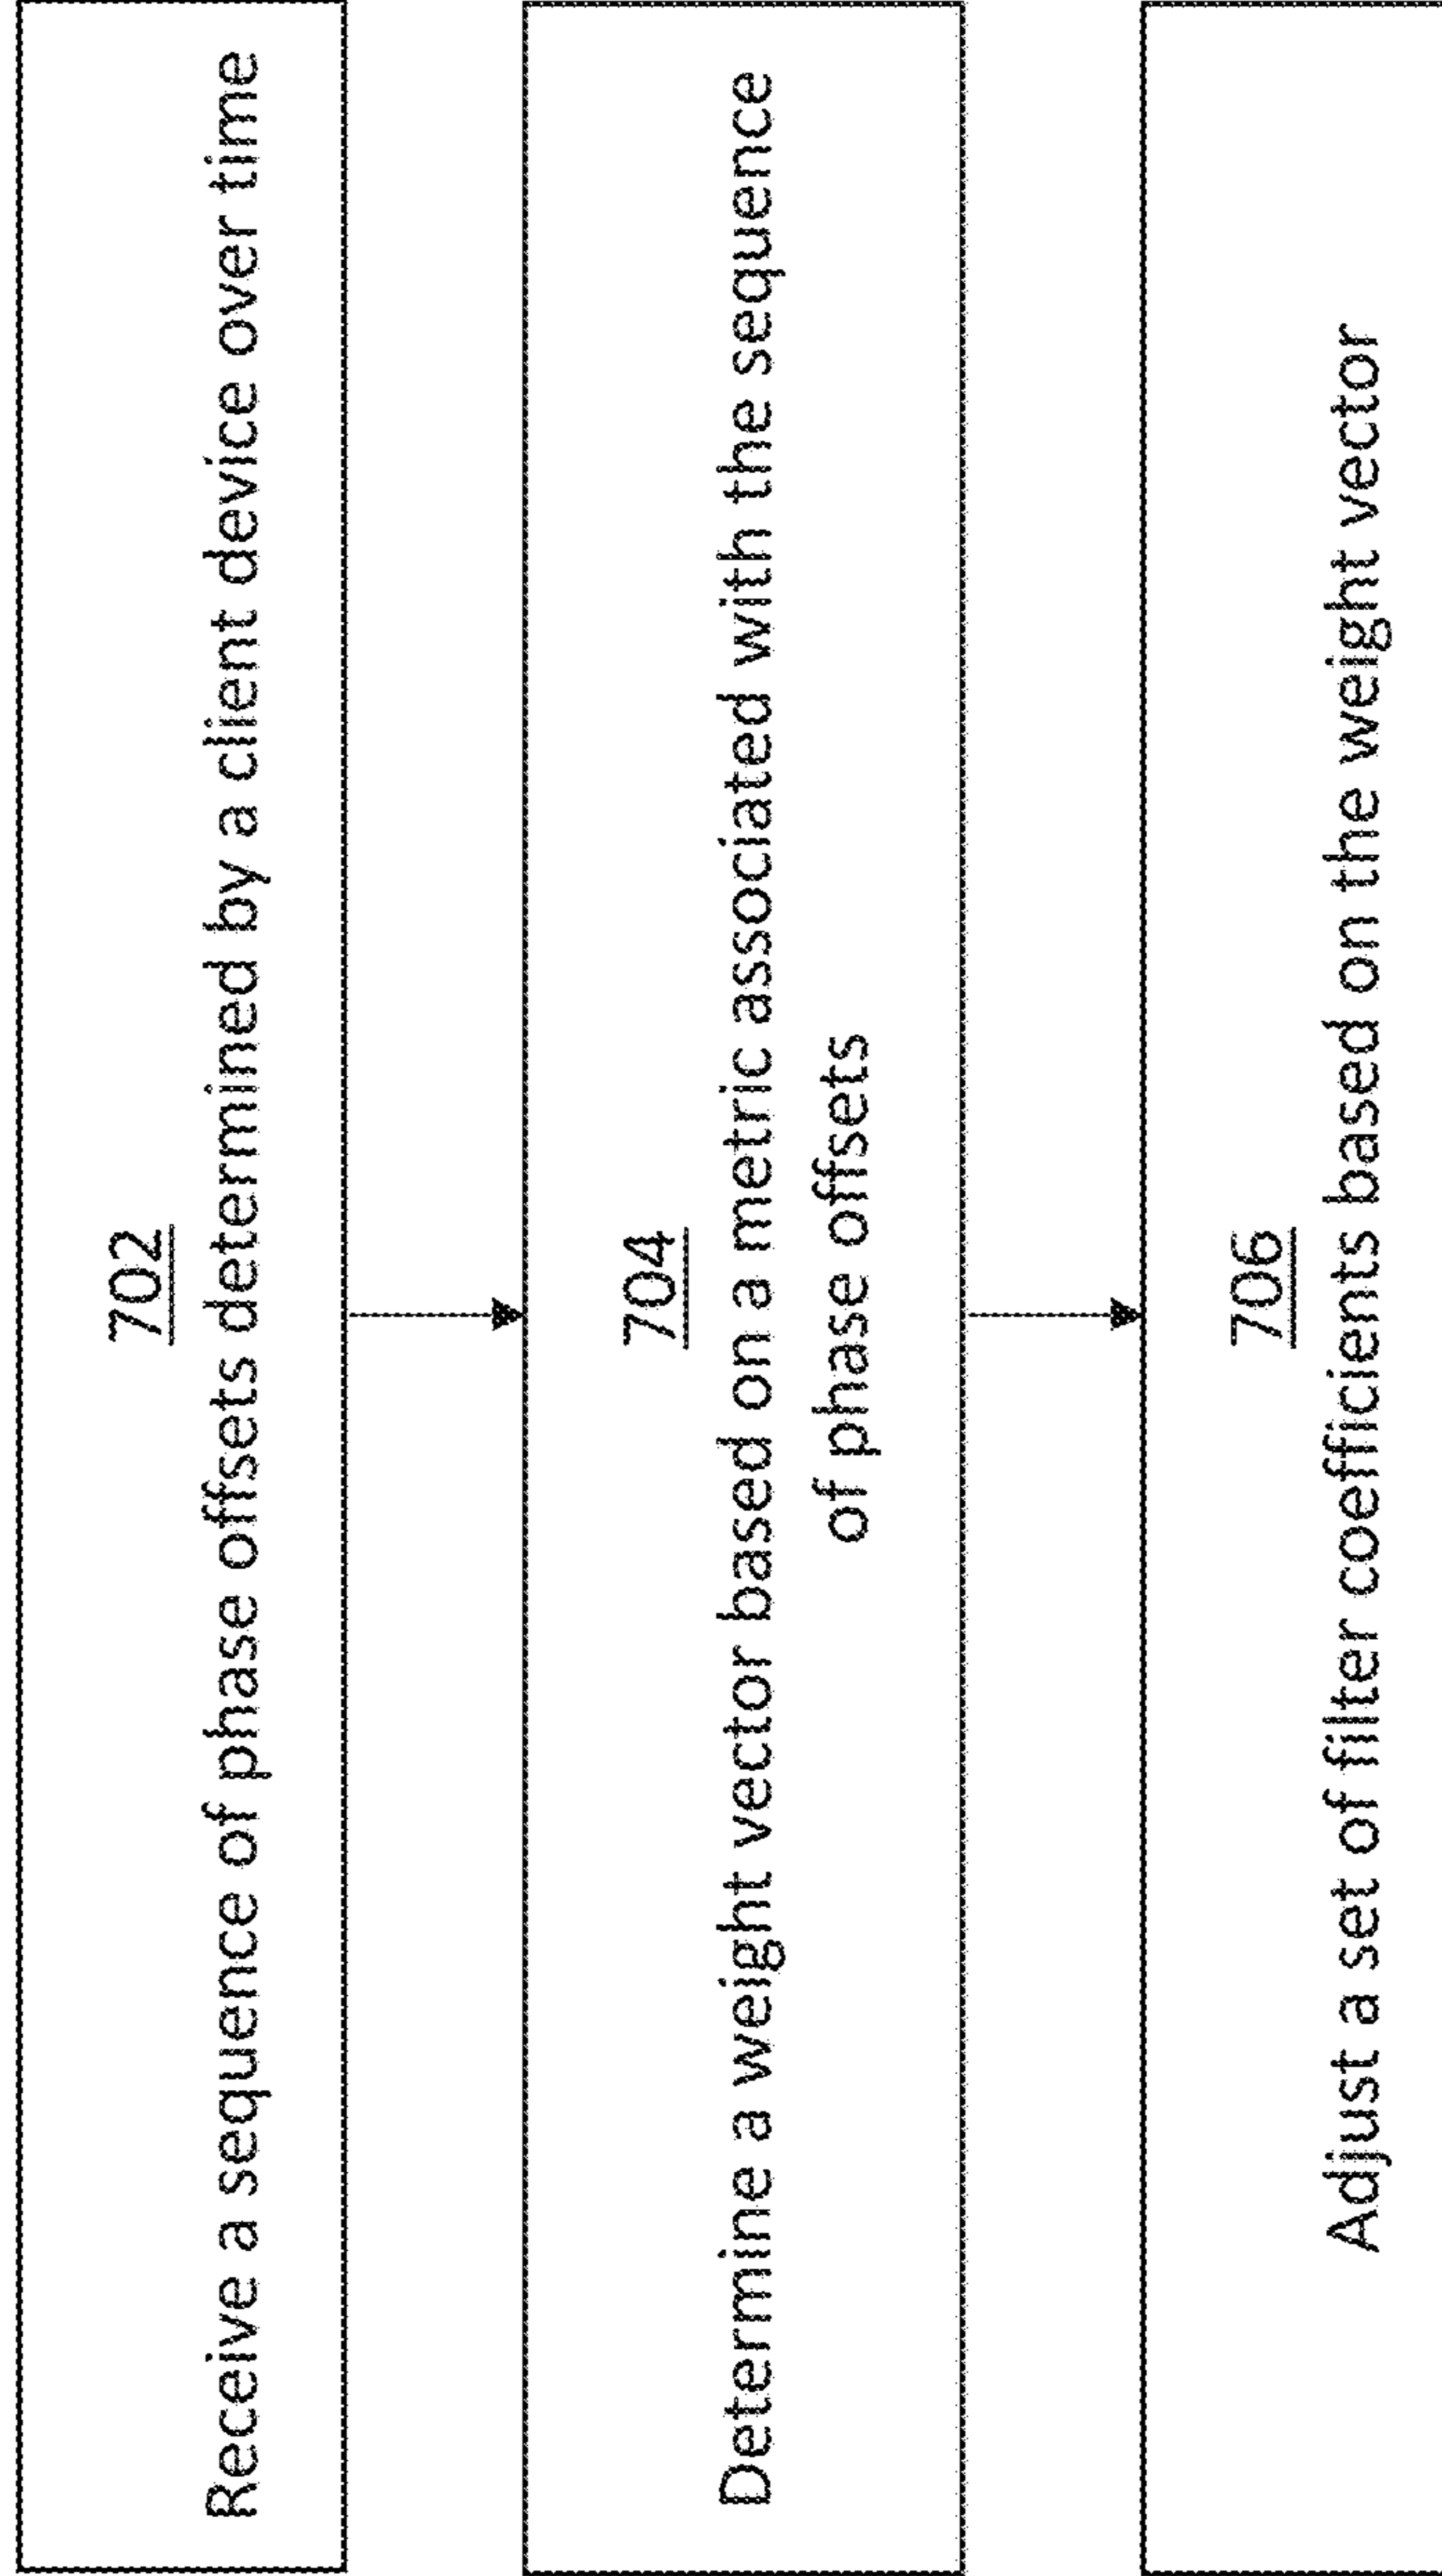 702
Receive a sequence of phase offsets determined by a client device over time
704
Determine a weight vector based on a metric associated with the sequence
of phase offsets
706
Adjust a set of filter coefficients based on the weight vector